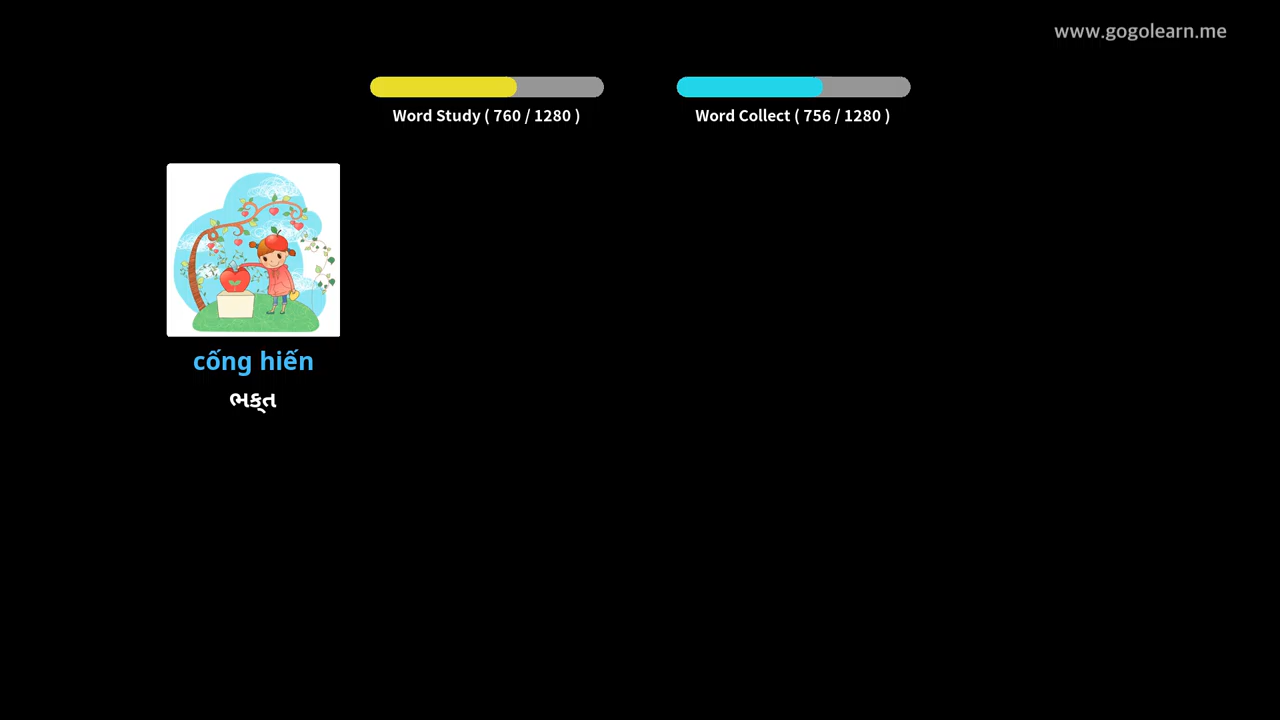 www.gogolearn.me
Word Study ( 760 / 1280 )
Word Collect ( 756 / 1280 )
cống hiến
ભક્ત